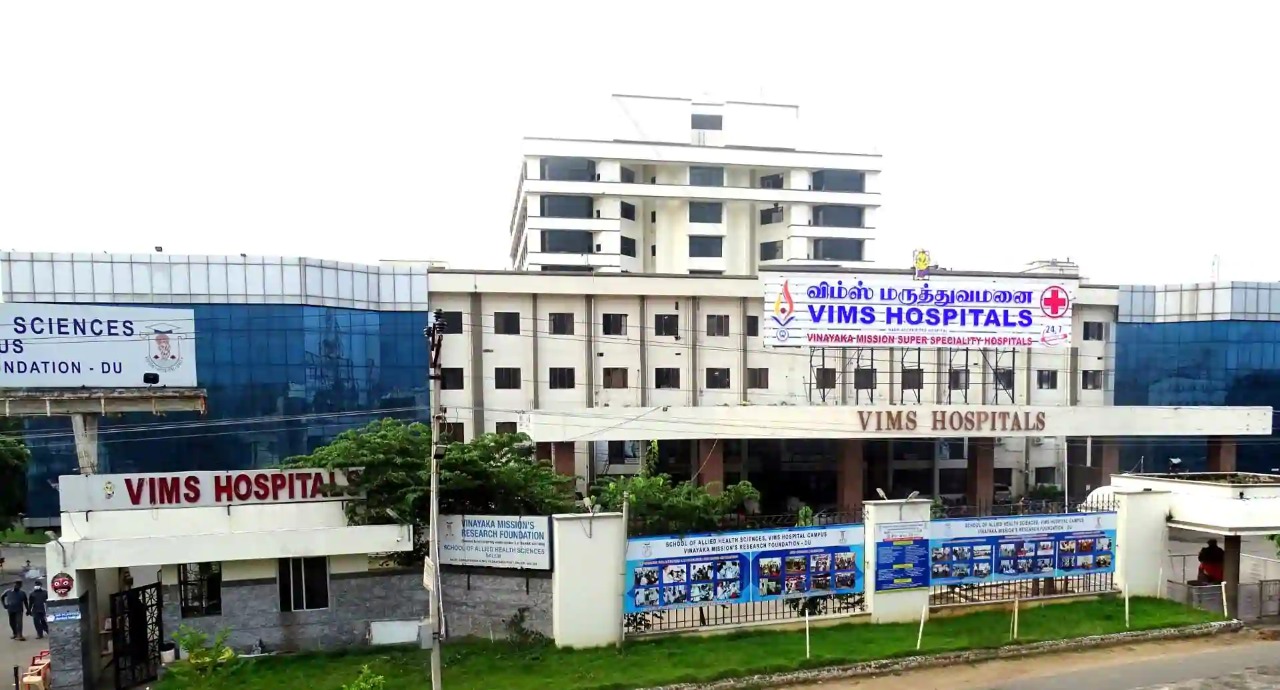 SCIENCES
US
NDATION - DU
விம்ஸ் மருத்துவமனை
VIMS HOSPITALS
VINAYAKA MISSION SUPER SPECIALITY HOSPITALS
24/7
VIMS HOSPITALS
VIMS HOSPITALS
VINAYAKA MISSION'S
RESEARCH FOUNDATION
SCHOOL OF ALLIED HEALTH SCIENCES
SALEM
SCHOOL OF ALLIED HEALTH SCIENCES, VIMS HOSPITAL CAMPUS
VINAYAKA MISSION'S RESEARCH FOUNDATION - DU
SCHOOL OF ALLIED HEALTH SCIENCES, VIMS HOSPITAL CAMPUS
VINAYAKA MISSION'S RESEARCH FOUNDATION - DU